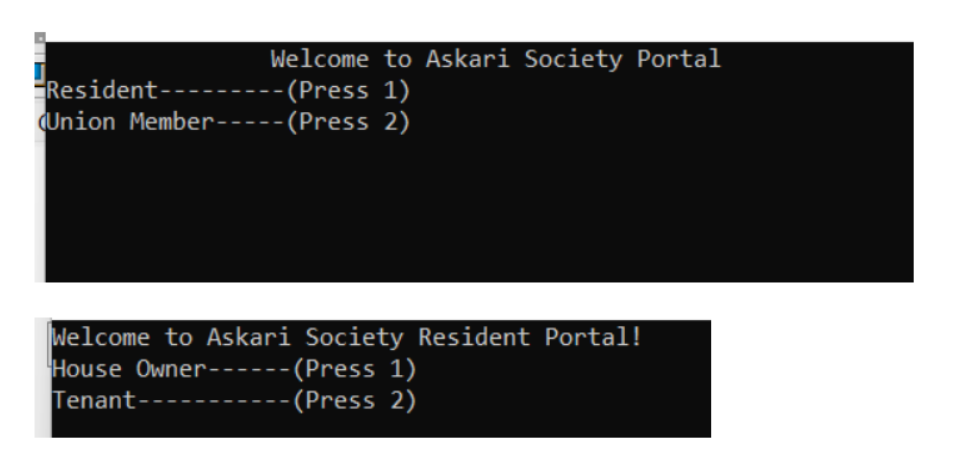 Welcome to Askari Society Portal
Resident---------(Press 1)
Union Member-----(Press 2)
Welcome to Askari Society Resident Portal!
House Owner------(Press 1)
Tenant-----------(Press 2)